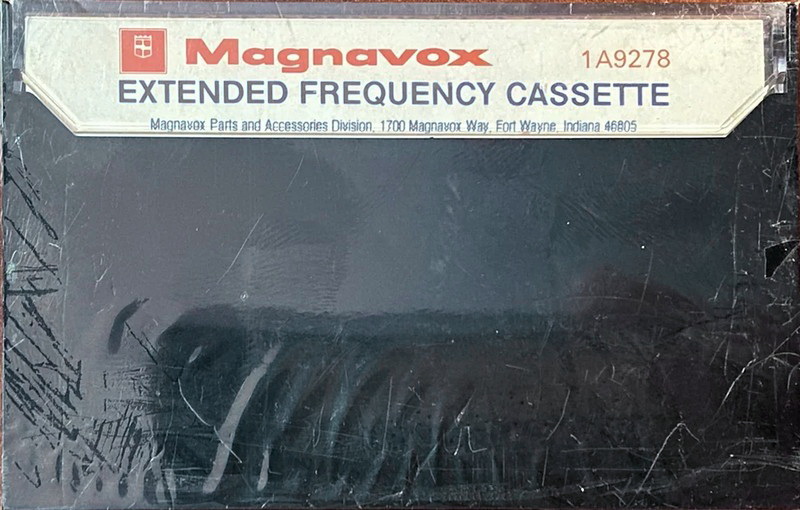 Magnavox 1A9278
EXTENDED FREQUENCY CASSETTE
Magnavox Parts and Accessories Division, 1700 Magnavox Way, Fort Wayne, Indiana 46805